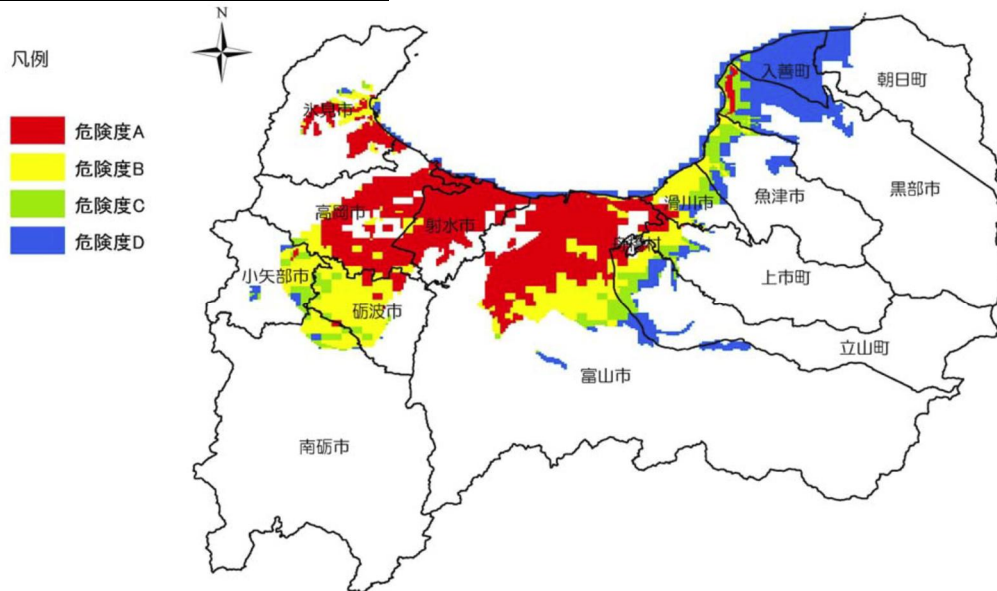 N
凡例
危険度A
危険度B
危険度C
危険度D
入善町
朝日町
氷見市
黒部市
魚津市
滑川市
高岡市
射水市
上市町
小矢部市
砺波市
立山町
富山市
南砺市